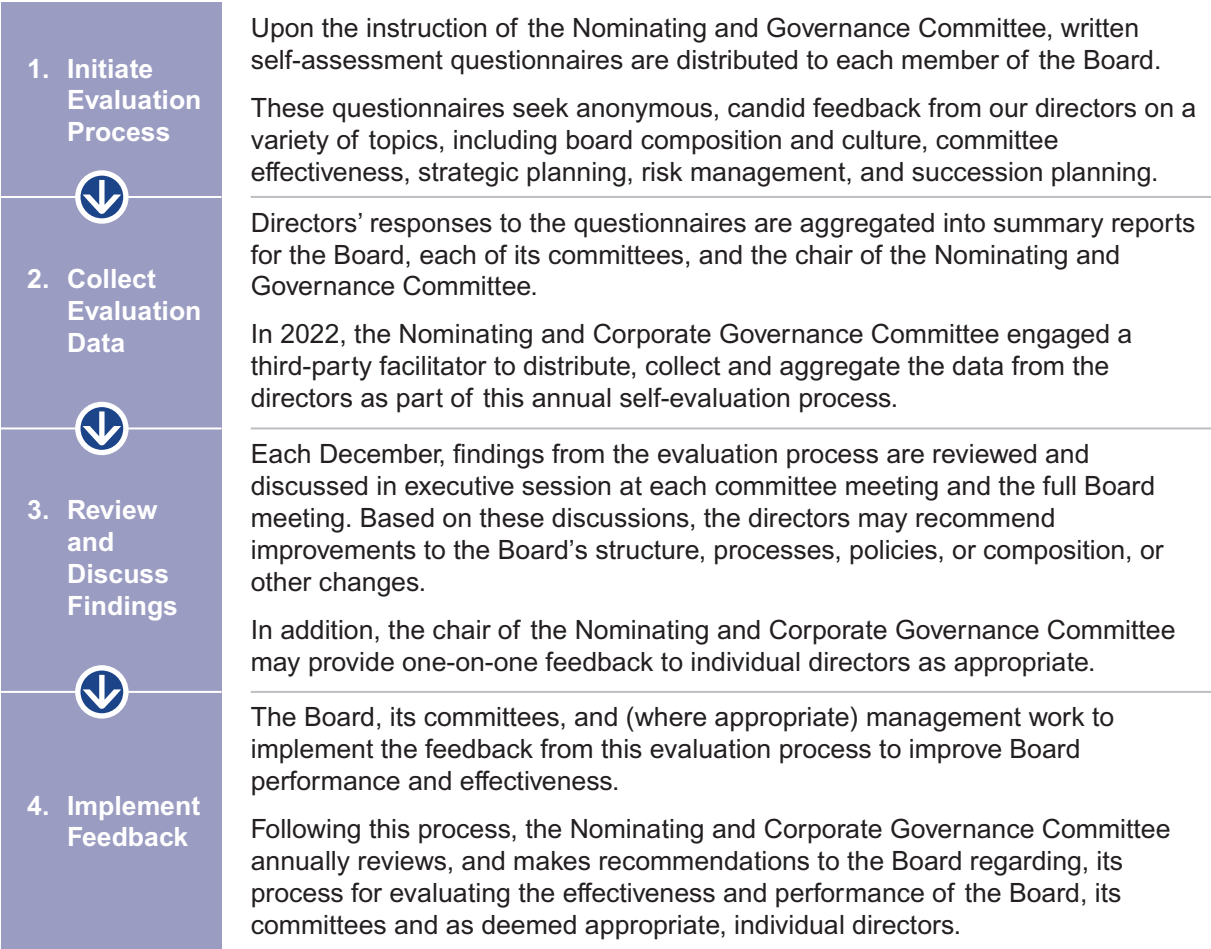 1. Initiate
Evaluation
Process
Upon the instruction of the Nominating and Governance Committee, written
self-assessment questionnaires are distributed to each member of the Board.
These questionnaires seek anonymous, candid feedback from our directors on a
variety of topics, including board composition and culture, committee
effectiveness, strategic planning, risk management, and succession planning.
2. Collect
Evaluation
Data
Directors’ responses to the questionnaires are aggregated into summary reports
for the Board, each of its committees, and the chair of the Nominating and
Governance Committee.
In 2022, the Nominating and Corporate Governance Committee engaged a
third-party facilitator to distribute, collect and aggregate the data from the
directors as part of this annual self-evaluation process.
3. Review
and
Discuss
Findings
Each December, findings from the evaluation process are reviewed and
discussed in executive session at each committee meeting and the full Board
meeting. Based on these discussions, the directors may recommend
improvements to the Board’s structure, processes, policies, or composition, or
other changes.
In addition, the chair of the Nominating and Corporate Governance Committee
may provide one-on-one feedback to individual directors as appropriate.
4. Implement
Feedback
The Board, its committees, and (where appropriate) management work to
implement the feedback from this evaluation process to improve Board
performance and effectiveness.
Following this process, the Nominating and Corporate Governance Committee
annually reviews, and makes recommendations to the Board regarding, its
process for evaluating the effectiveness and performance of the Board, its
committees and as deemed appropriate, individual directors.